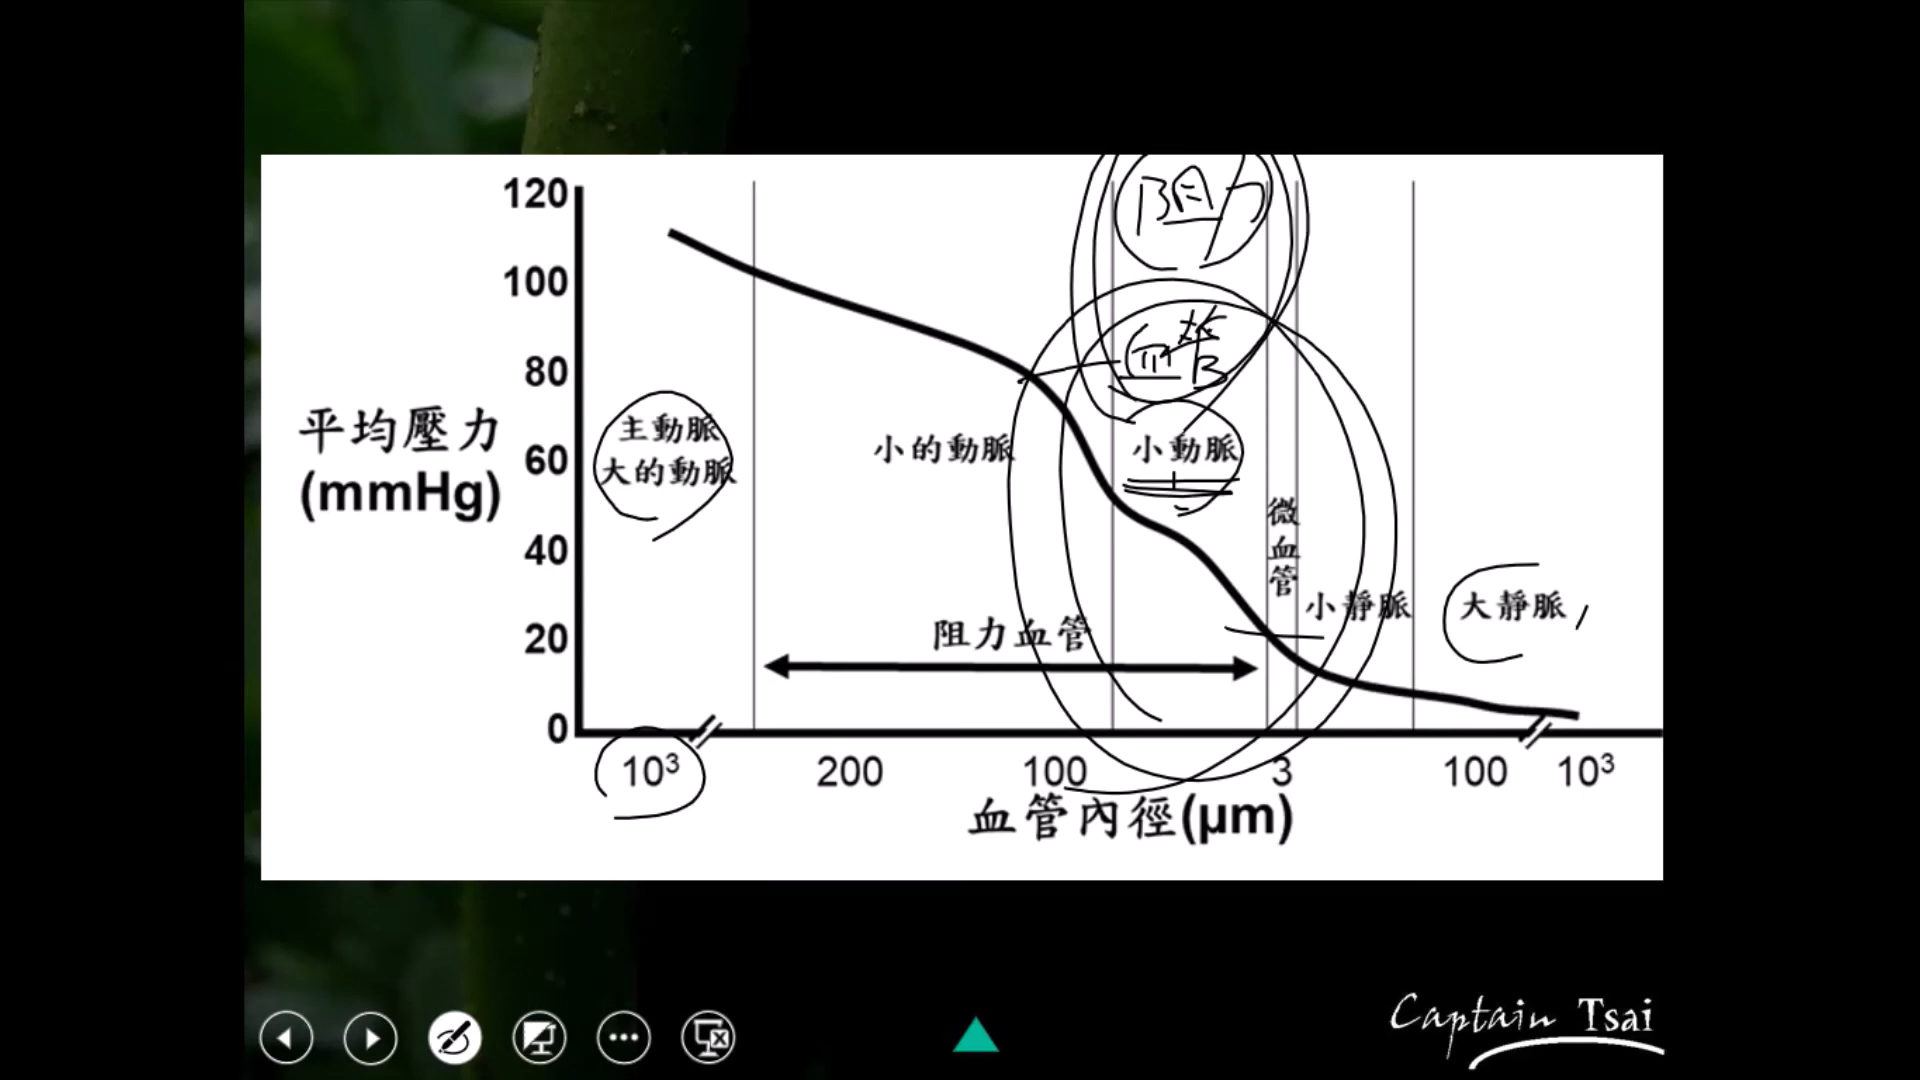 120
100
80
60
40
20
0
平均壓力
(mmHg)
主動脈
大的動脈
小的動脈
阻力
血管
小動脈
微血管
小靜脈
大靜脈
阻力血管
10³ 200 100 3 100 10³
血管內徑(μm)
Captain Tsai